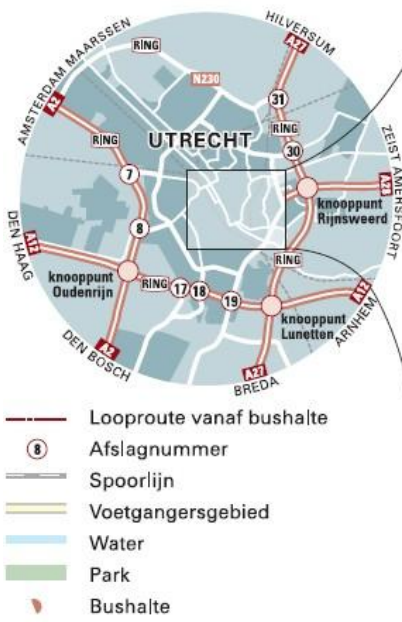 HILVERSUM
A27
AMSTERDAM MAARSSEN
RING
N230
A2
31
RING
RING
UTRECHT
30
ZEIST AMERSFOORT
7
A28
knooppunt
Rijnsweerd
DEN HAAG
8
A12
knooppunt
Oudenrijn
RING
RING
17
18
19
A12
ARNHEM
knooppunt
Lunetten
A2
DEN BOSCH
A27
BREDA
Looproute vanaf bushalte
8 Afslagnummer
Spoorlijn
Voetgangersgebied
Water
Park
Bushalte